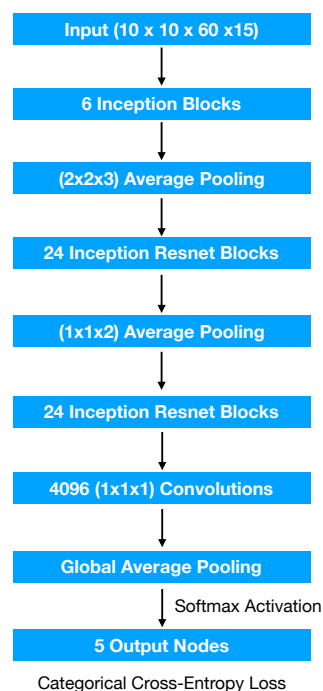 Input (10 x 10 x 60 x15)
6 Inception Blocks
(2x2x3) Average Pooling
24 Inception Resnet Blocks
(1x1x2) Average Pooling
24 Inception Resnet Blocks
4096 (1x1x1) Convolutions
Global Average Pooling
Softmax Activation
5 Output Nodes
Categorical Cross-Entropy Loss